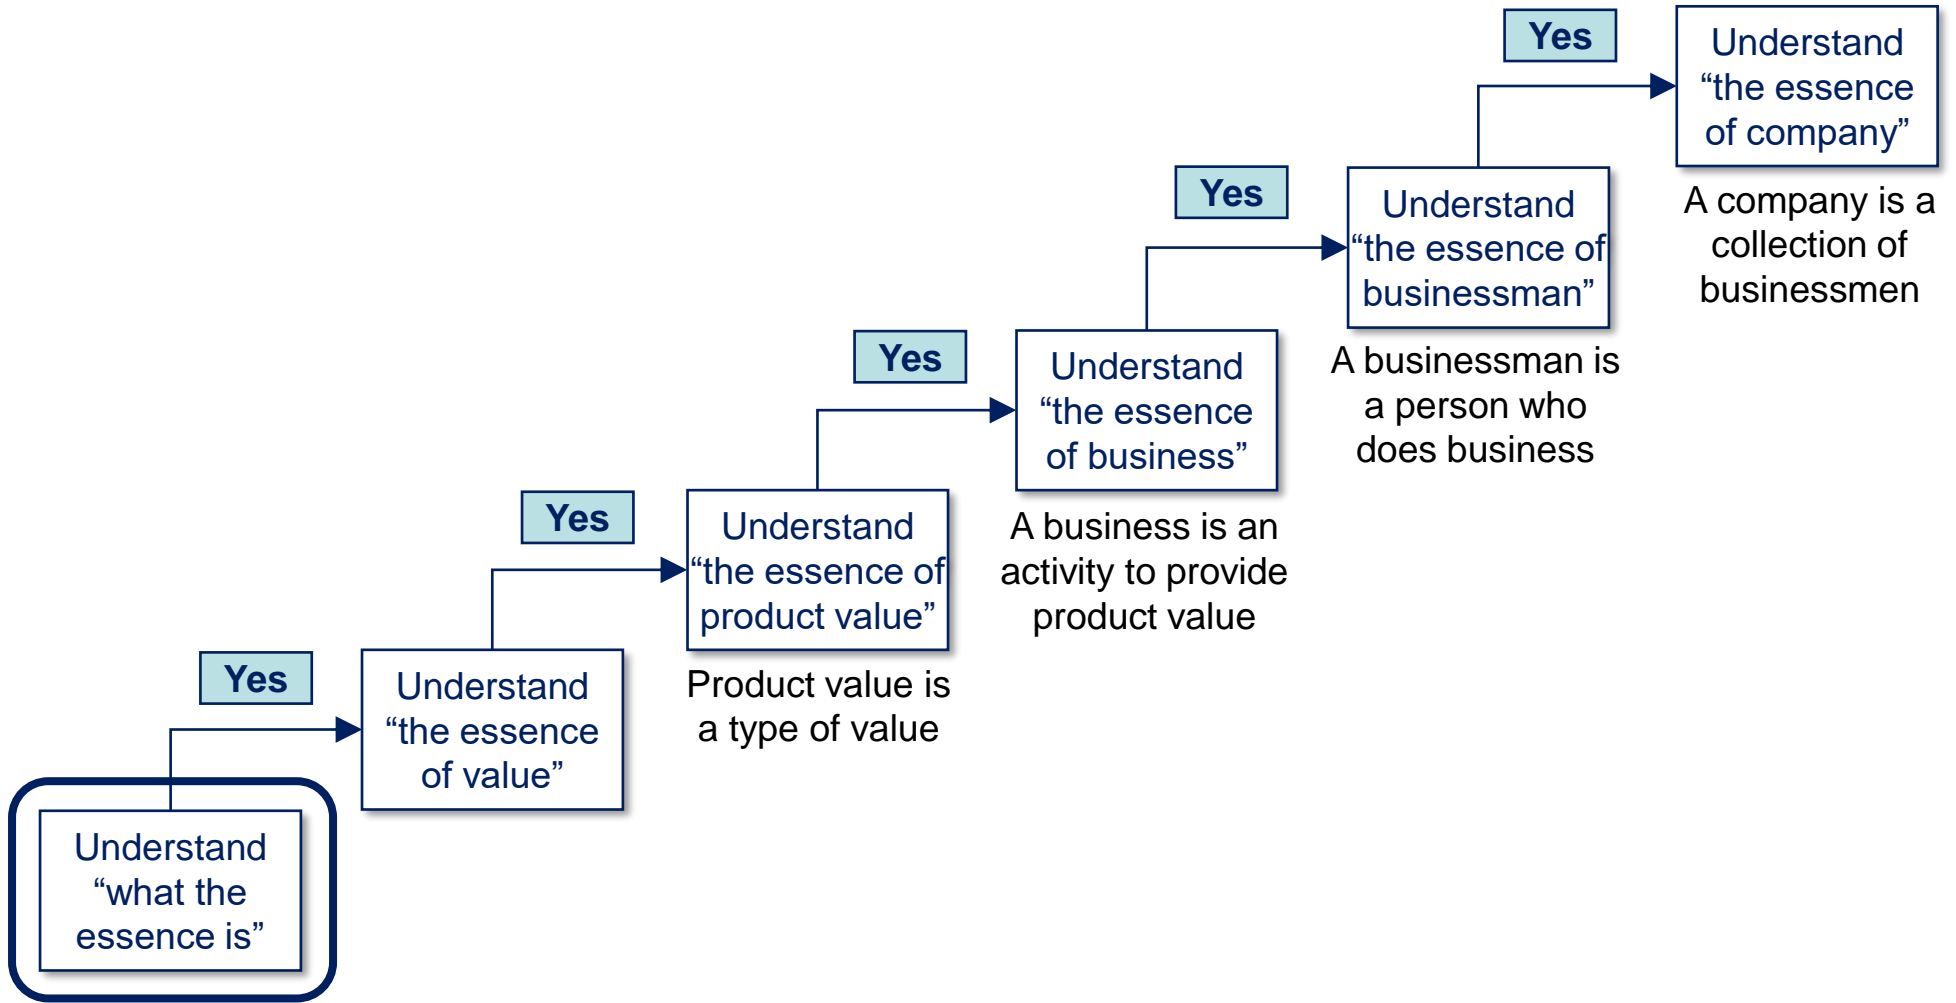 Understand
“what the
essence is”
Yes
Understand
“the essence
of value”
Yes
Understand
“the essence of
product value”
Product value is
a type of value
Yes
Understand
“the essence
of business”
A business is an
activity to provide
product value
Yes
Understand
“the essence of
businessman”
A businessman is
a person who
does business
Yes
Understand
“the essence
of company”
A company is a
collection of
businessmen